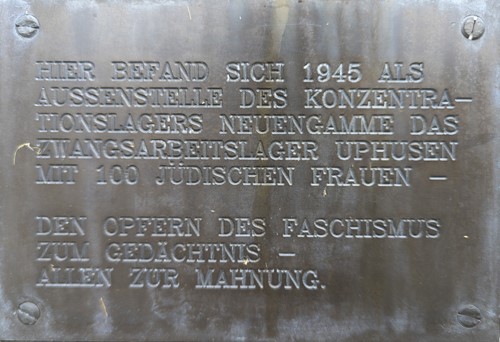 HIER BEFAND SICH 1945 ALS
AUSSENSTELLE DES KONZENTRA–
TIONSLAGERS NEUENGAMME DAS
ZWANGSARBEITSLAGER UPHUSEN
MIT 100 JÜDISCHEN FRAUEN –
DEN OPFERN DES FASCHISMUS
ZUM GEDÄCHTNIS –
ALLEN ZUR MAHNUNG.